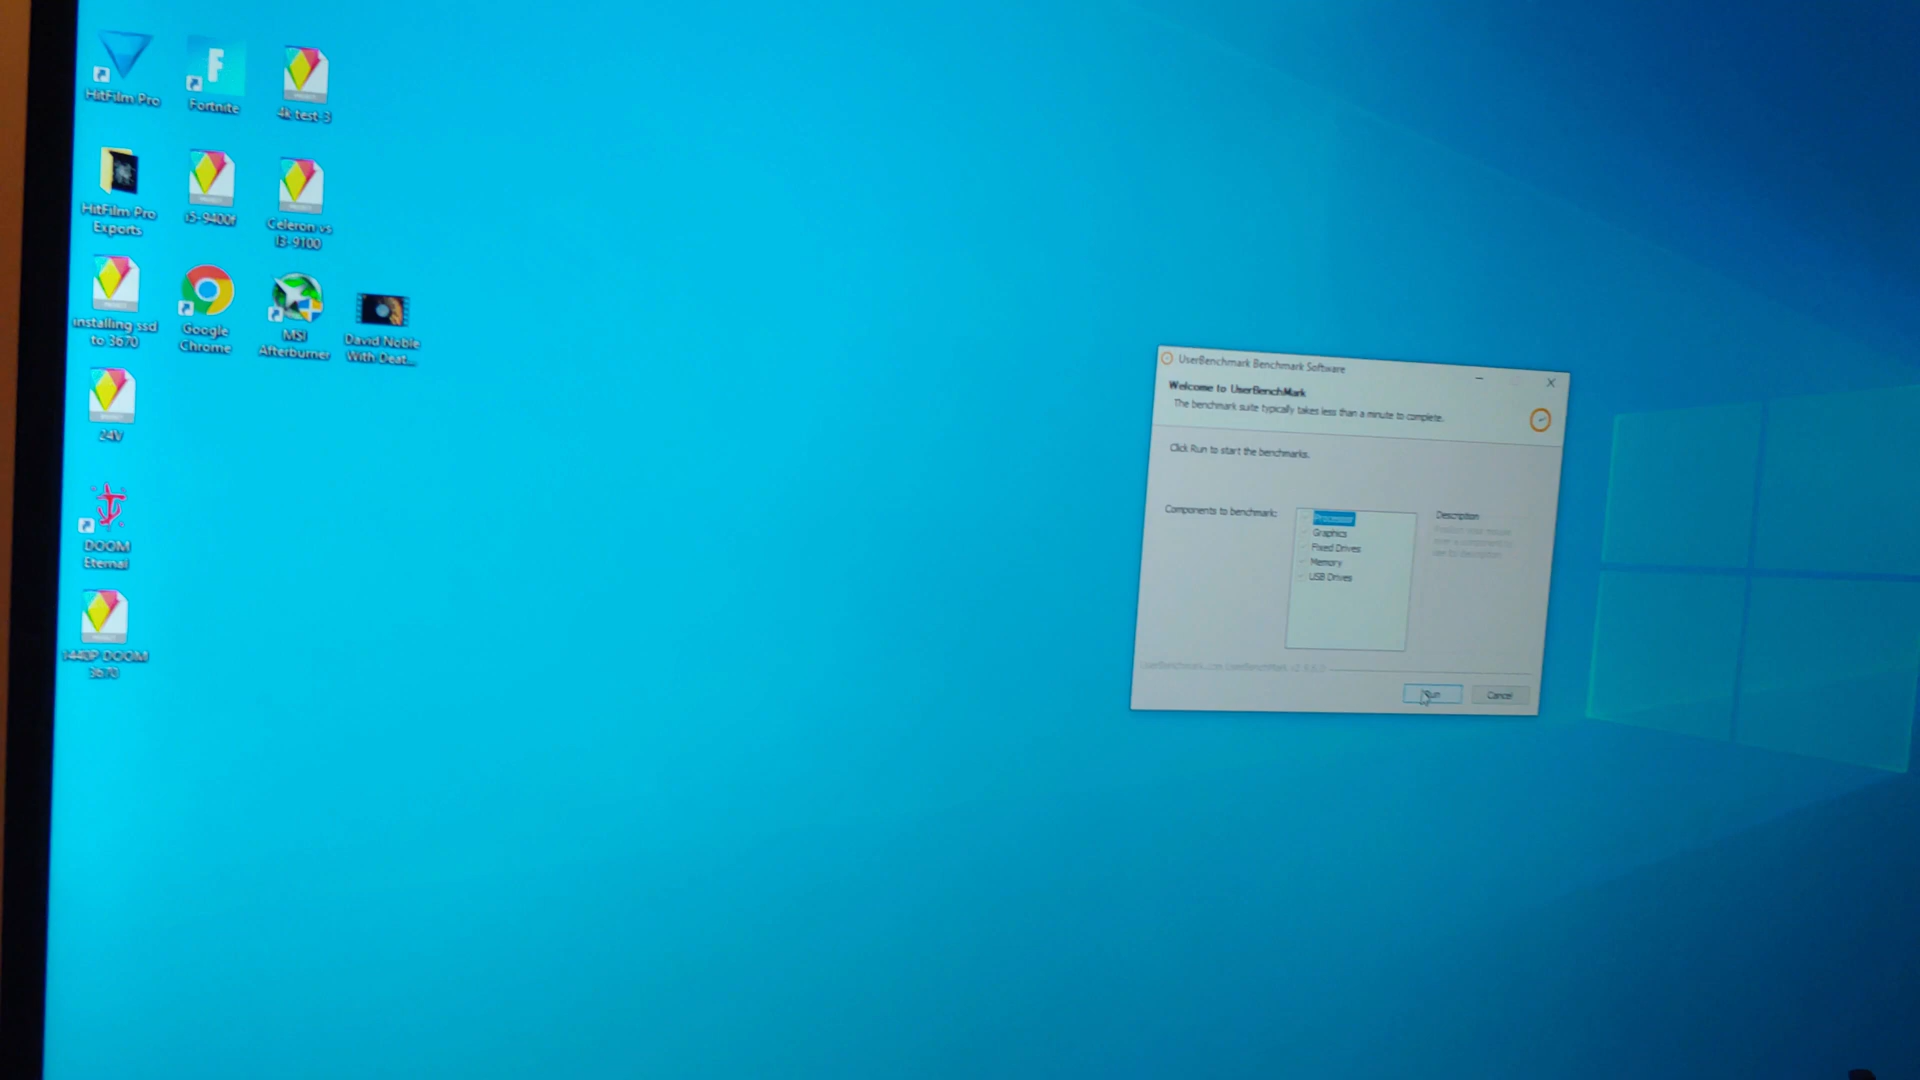 HitFilm Pro
Fortnite
4k test 3
HitFilm Pro
Exports
i5-9400f
Celeron vs
I3-9100
installing ssd
to 3670
Google
Chrome
MSI
Afterburner
David Noble
With Deat...
24V
DOOM
Eternal
1440P DOOM
3670
UserBenchmark Benchmark Software
Welcome to UserBenchMark
The benchmark suite typically takes less than a minute to complete.
Click Run to start the benchmarks.
Components to benchmark:
Processor
Graphics
Fixed Drives
Memory
USB Drives
Description
Run
Cancel